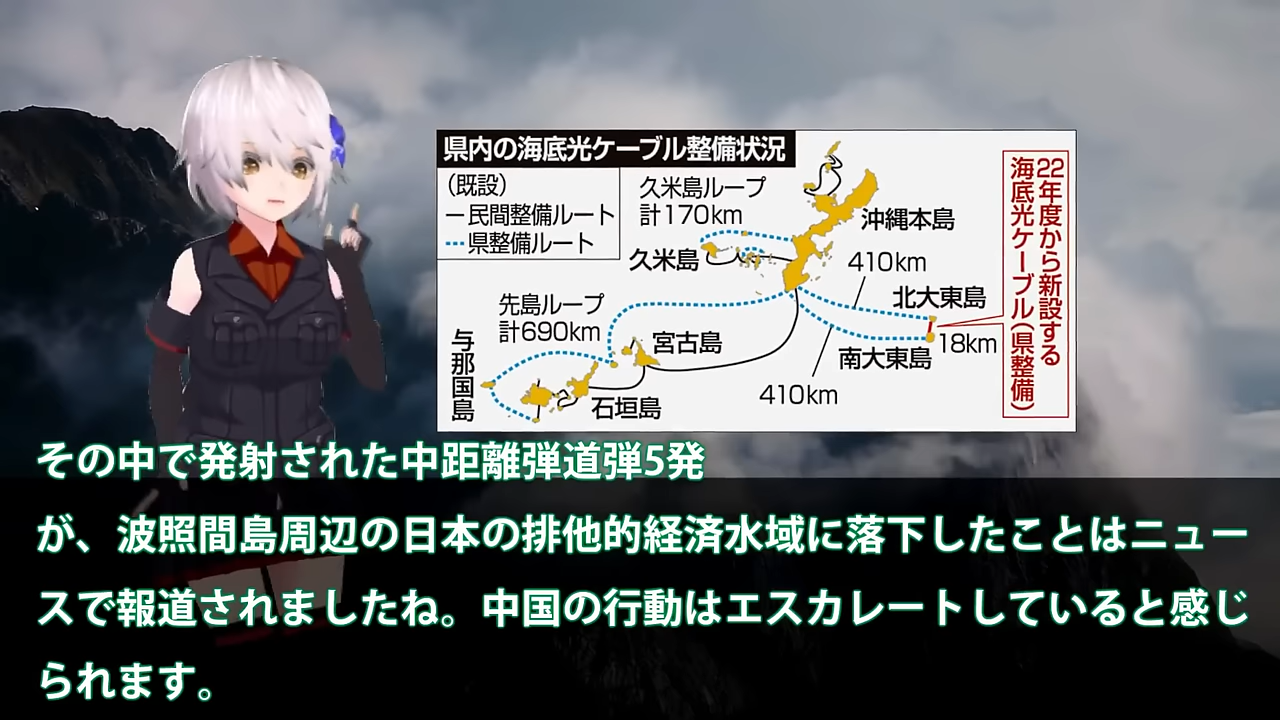 県内の海底光ケーブル整備状況
(既設)
ー民間整備ルート
…県整備ルート
久米島ループ
計170km
久米島
沖縄本島
410km
北大東島
18km
南大東島
410km
先島ループ
計690km
宮古島
石垣島
与那国島
22年度から新設する
海底光ケーブル(県整備)
その中で発射された中距離弾道弾5発
が、波照間島周辺の日本の排他的経済水域に落下したことはニュー
スで報道されましたね。中国の行動はエスカレートしていると感じ
られます。